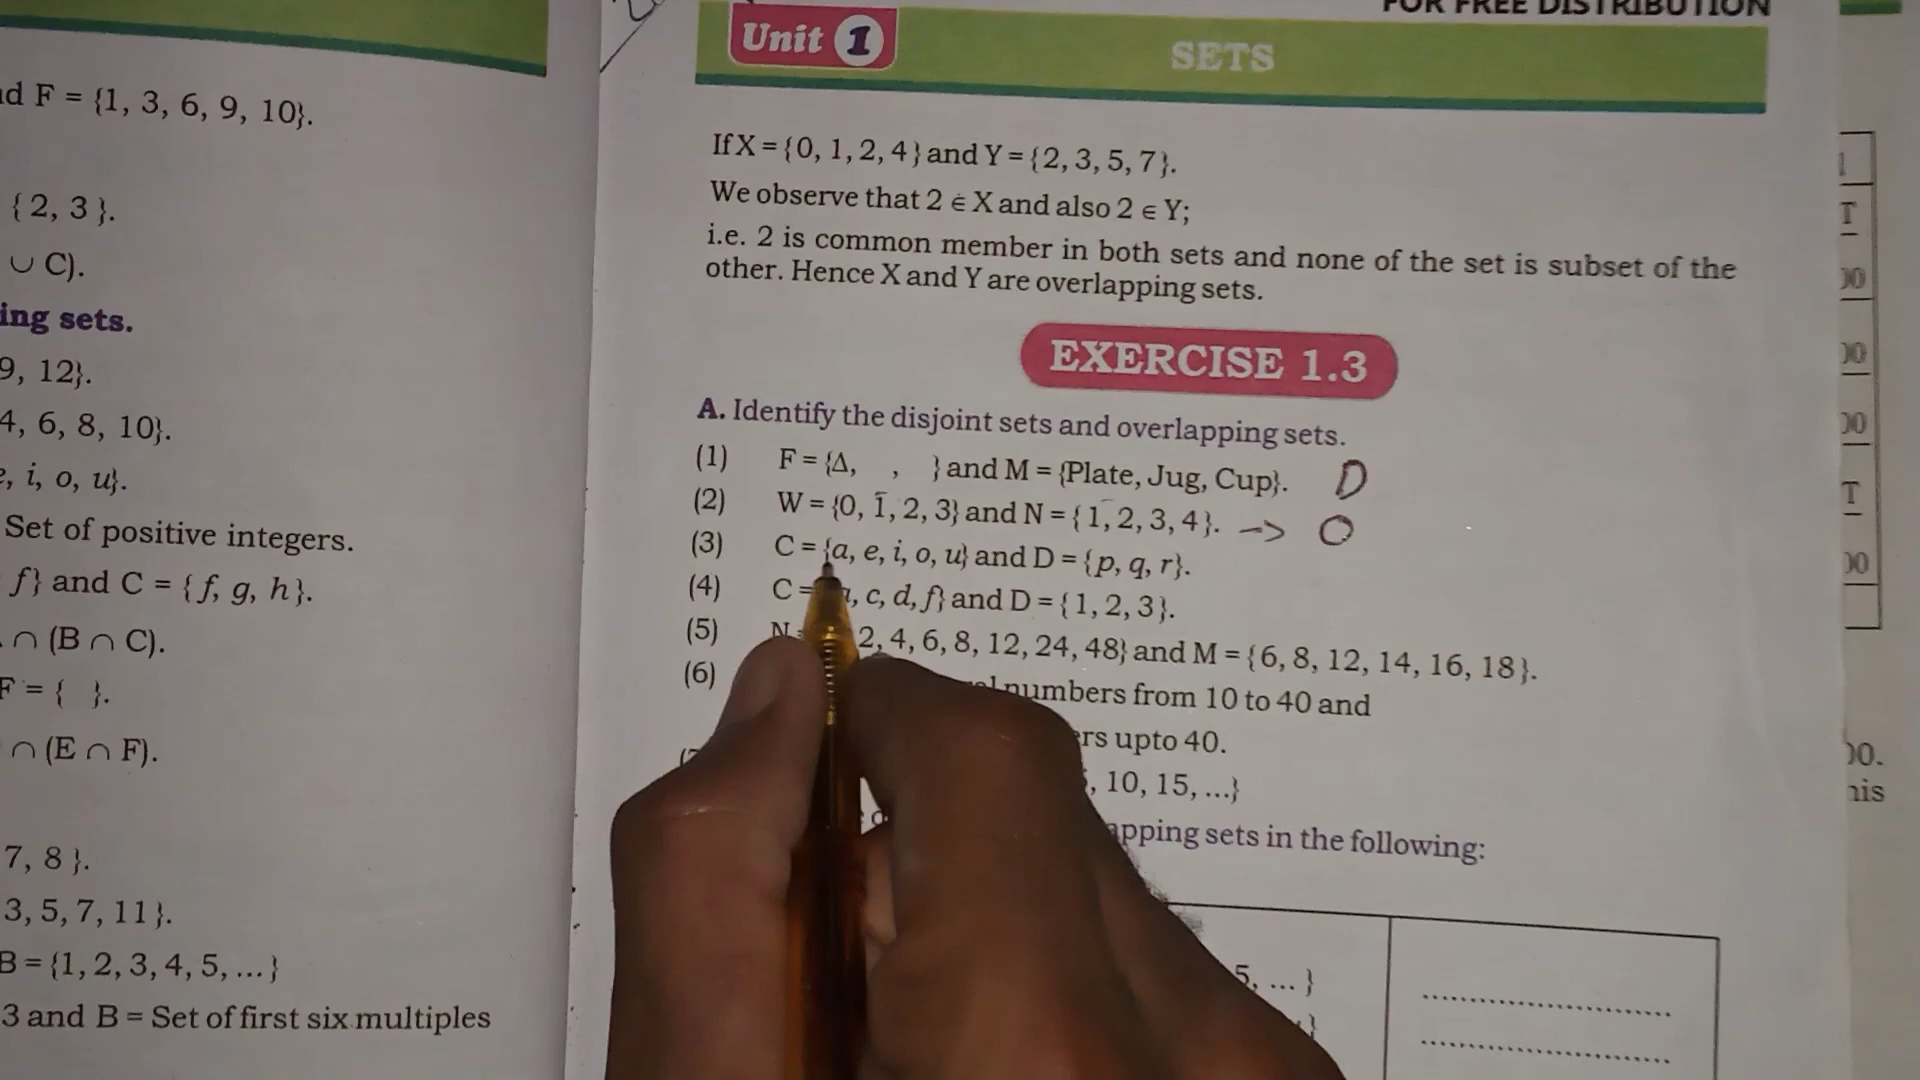 FOR FREE DISTRIBUTION
Unit 1
SETS
F = {1, 3, 6, 9, 10}.
{ 2, 3 }.
∪ C).
sets.
9, 12}.
4, 6, 8, 10}.
i, o, u}.
Set of positive integers.
f} and C = { f, g, h }.
∩ (B ∩ C).
F = { }.
∩ (E ∩ F).
7, 8 }.
3, 5, 7, 11 }.
B = {1, 2, 3, 4, 5, ... }
3 and B = Set of first six multiples
If X = { 0, 1, 2, 4 } and Y = { 2, 3, 5, 7 }.
We observe that 2 ∈ X and also 2 ∈ Y;
i.e. 2 is common member in both sets and none of the set is subset of the
other. Hence X and Y are overlapping sets.
EXERCISE 1.3
A. Identify the disjoint sets and overlapping sets.
(1) F = {Δ, , } and M = {Plate, Jug, Cup}. D
(2) W = {0, 1, 2, 3} and N = { 1, 2, 3, 4 }. -> O
(3) C = {a, e, i, o, u} and D = { p, q, r }.
(4) C = c, d, f} and D = { 1, 2, 3 }.
(5) N 2, 4, 6, 8, 12, 24, 48} and M = { 6, 8, 12, 14, 16, 18 }.
(6) numbers from 10 to 40 and
upto 40.
, 10, 15, ...}
sets in the following:
5, ... }
}
T
00
00
00
T
00
00.